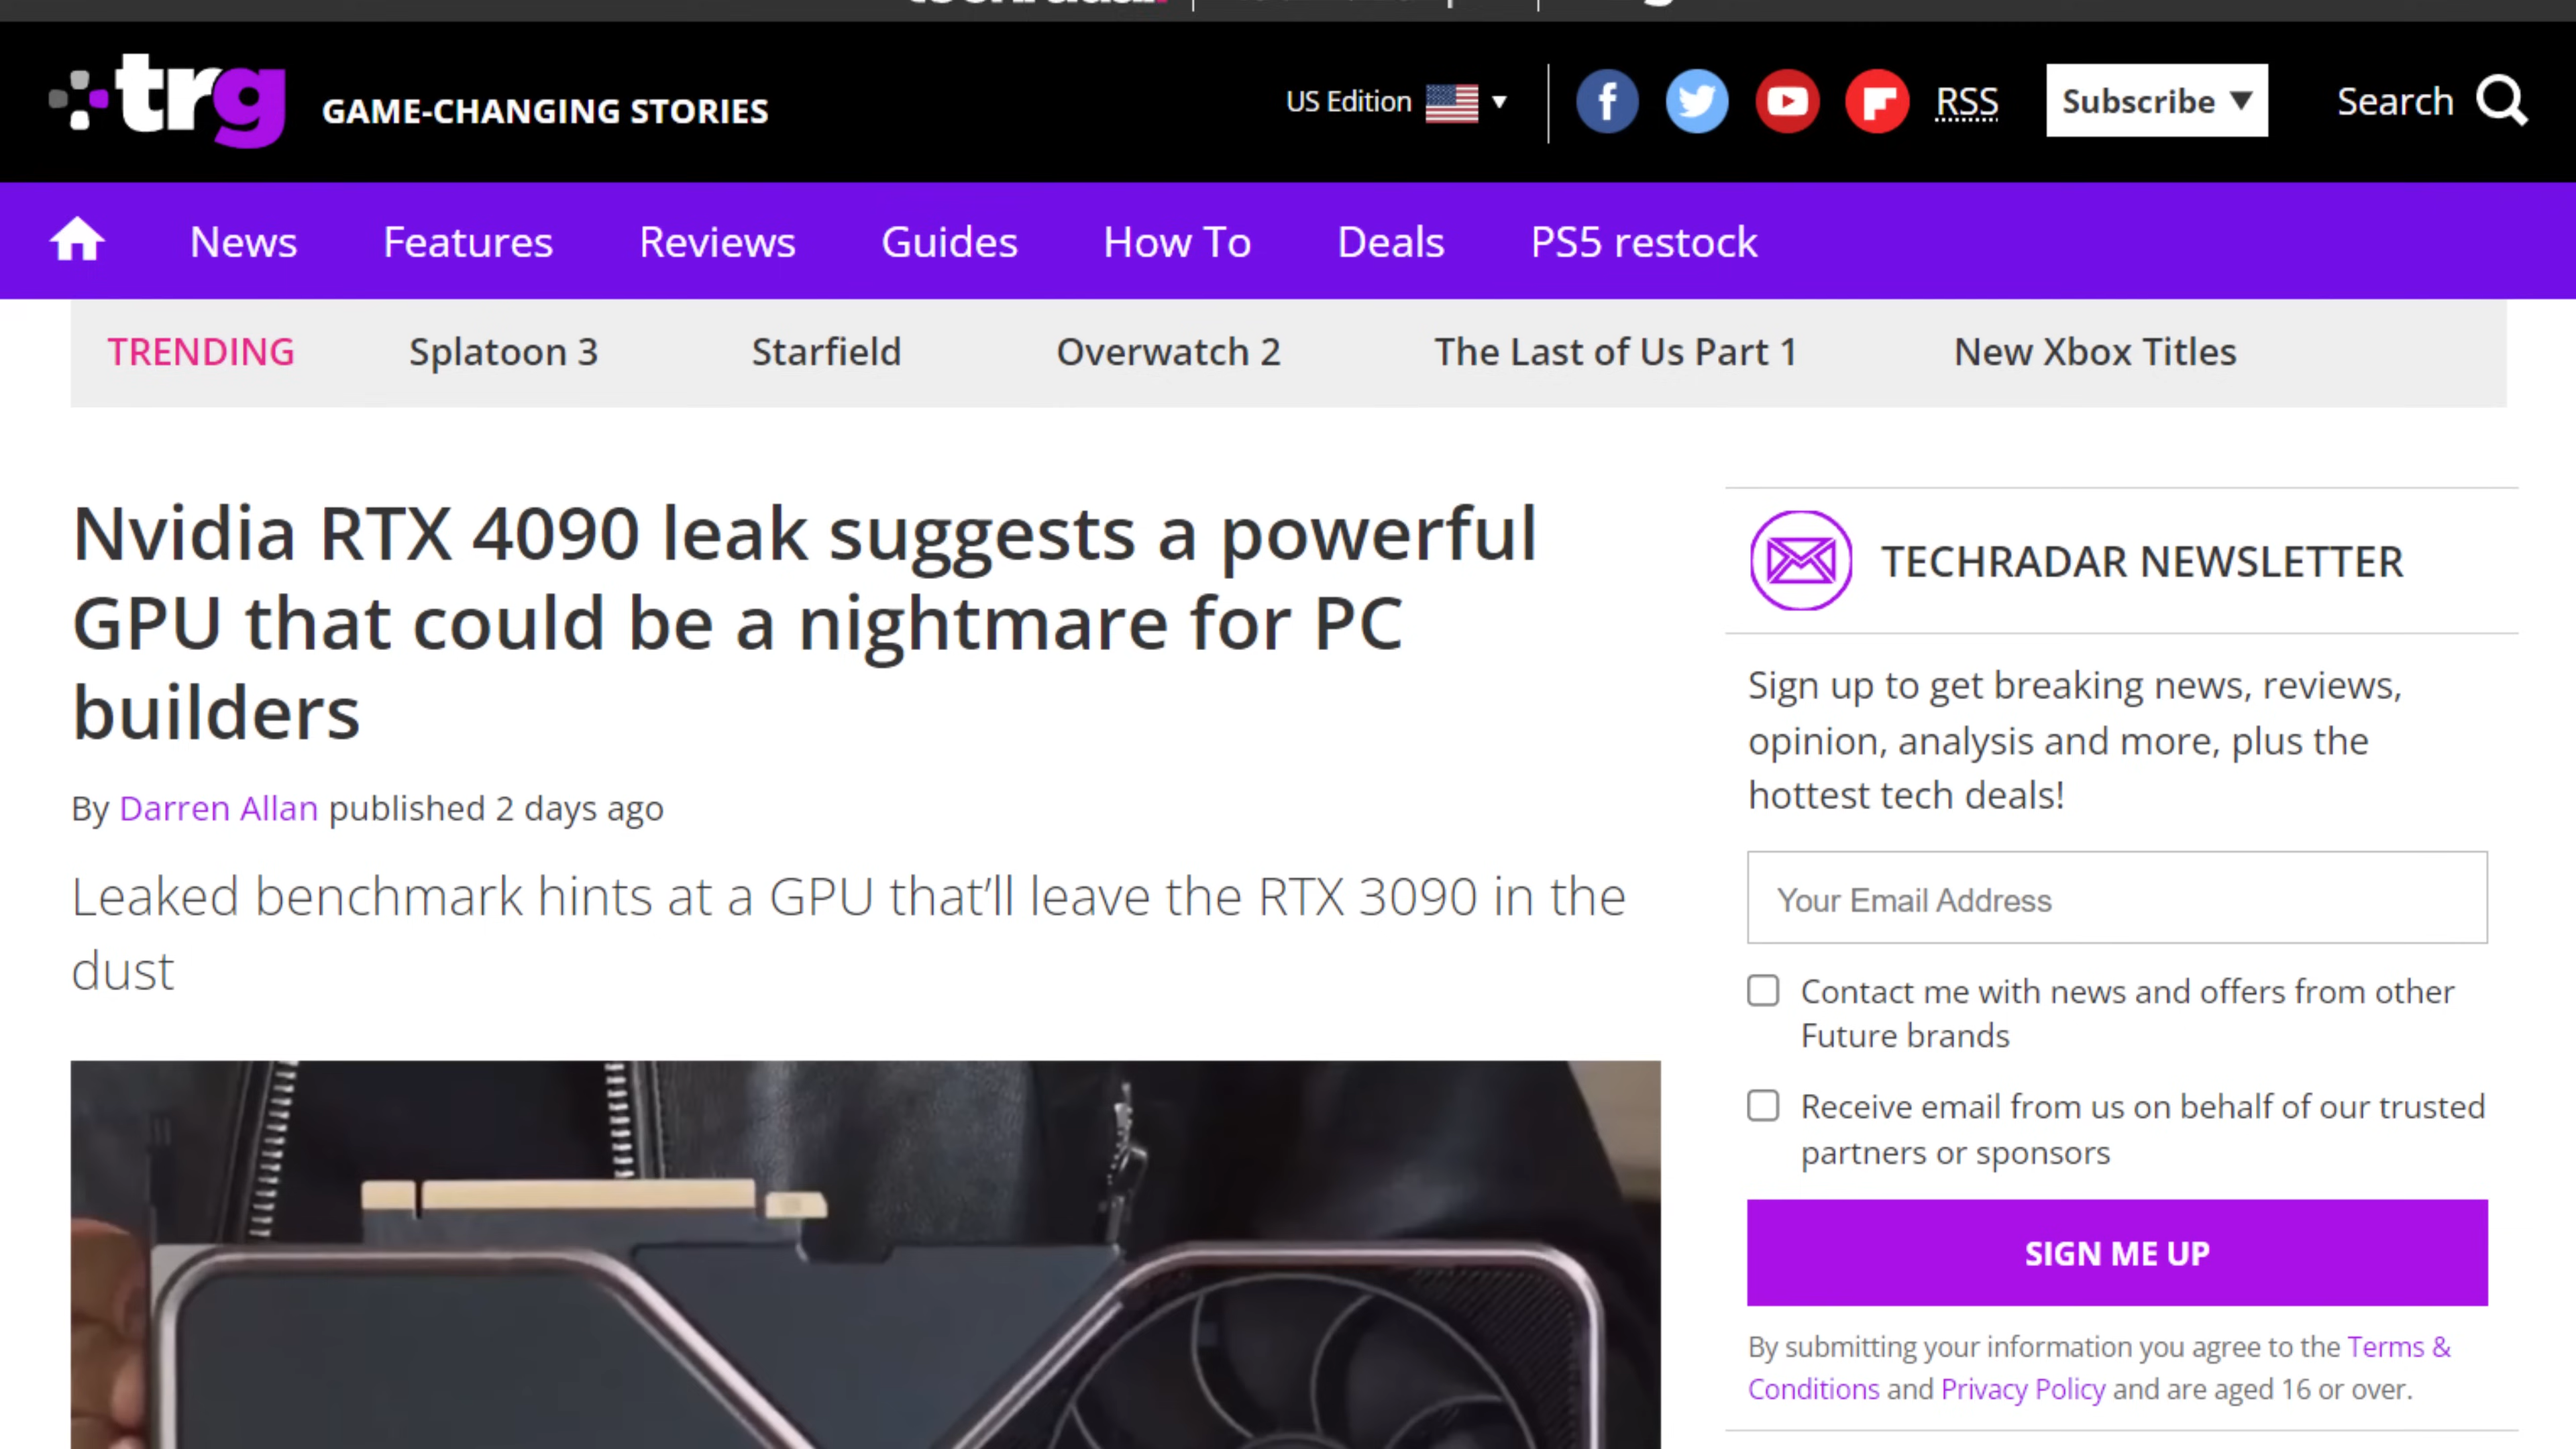 trg
GAME-CHANGING STORIES
US Edition
RSS
Subscribe
Search
News
Features
Reviews
Guides
How To
Deals
PS5 restock
TRENDING
Splatoon 3
Starfield
Overwatch 2
The Last of Us Part 1
New Xbox Titles
Nvidia RTX 4090 leak suggests a powerful
GPU that could be a nightmare for PC
builders
By Darren Allan published 2 days ago
Leaked benchmark hints at a GPU that'll leave the RTX 3090 in the
dust
TECHRADAR NEWSLETTER
Sign up to get breaking news, reviews,
opinion, analysis and more, plus the
hottest tech deals!
Your Email Address
Contact me with news and offers from other
Future brands
Receive email from us on behalf of our trusted
partners or sponsors
SIGN ME UP
By submitting your information you agree to the Terms &
Conditions and Privacy Policy and are aged 16 or over.